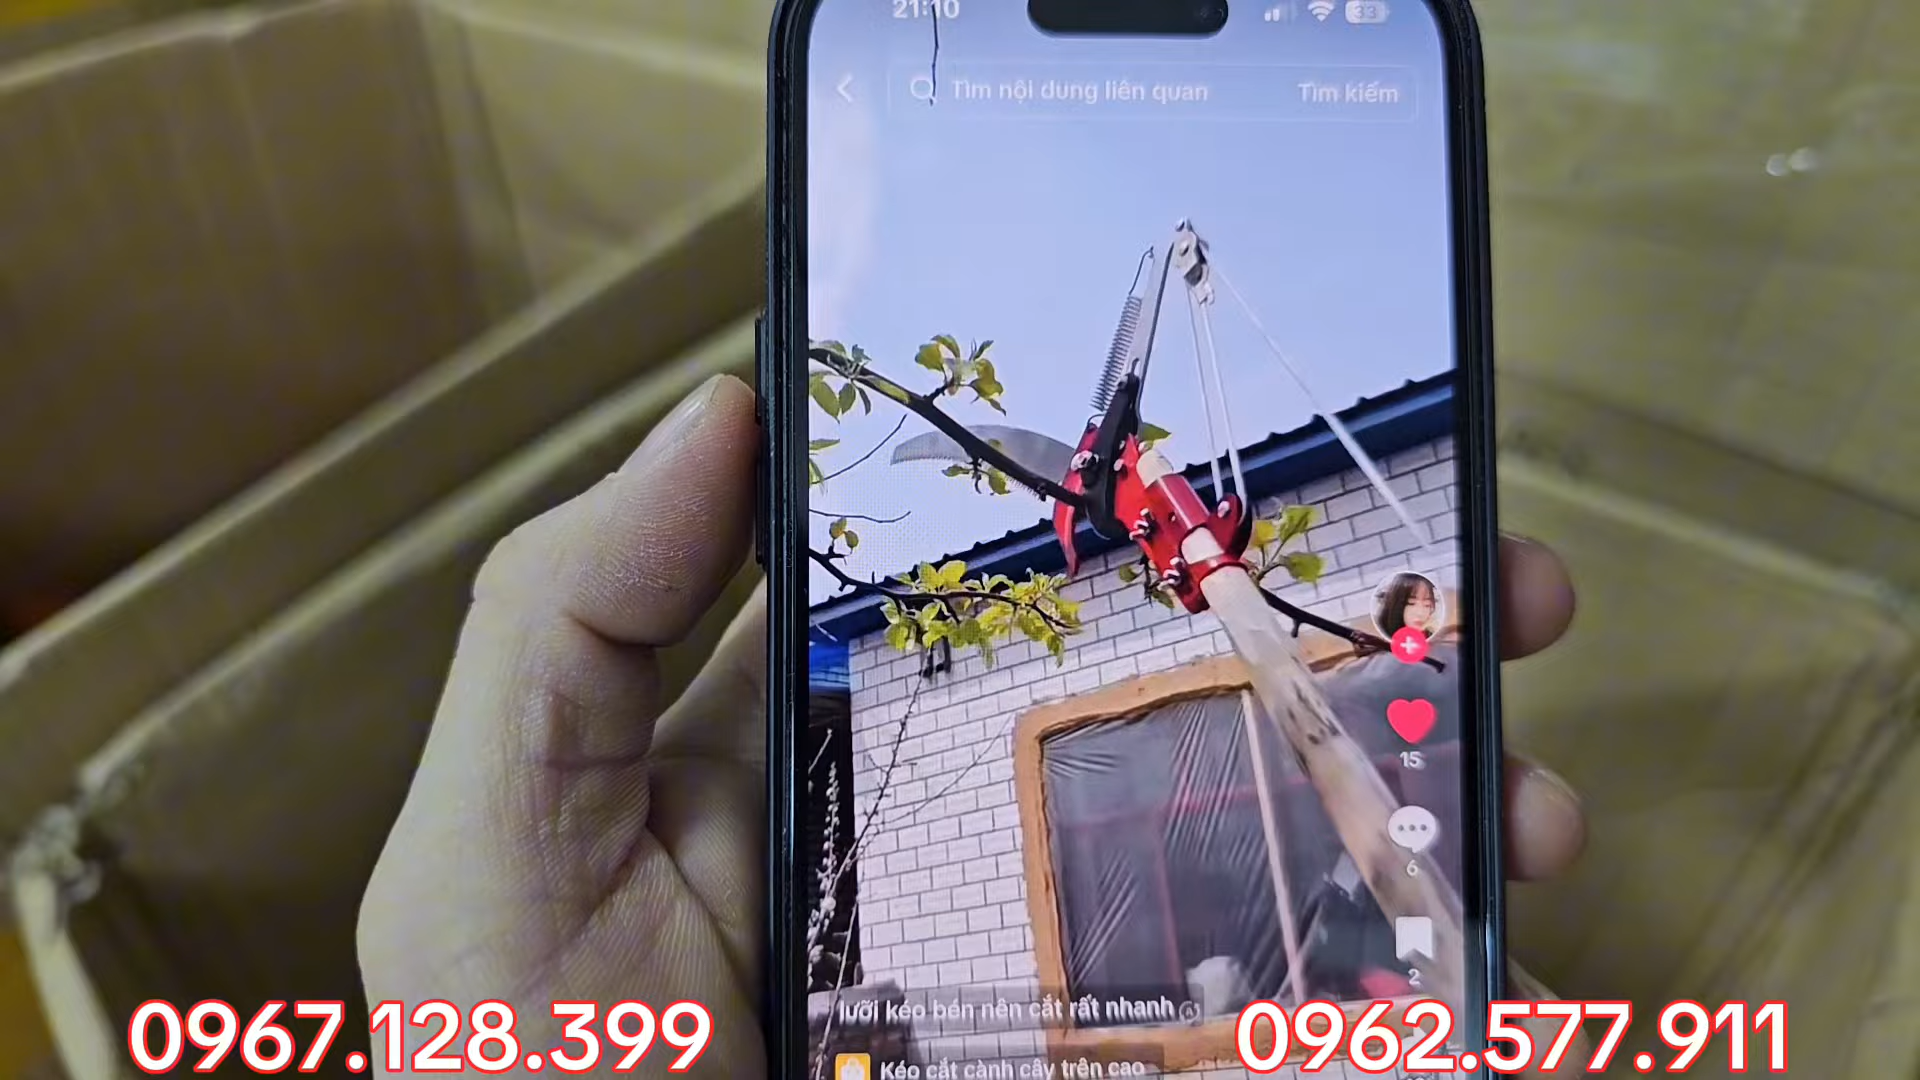 21:10
33
Tìm nội dung liên quan
Tìm kiếm
15
6
2
lưỡi kéo bén nên cắt rất nhanh
Kéo cắt cành cây trên cao
0967.128.399
0962.577.911